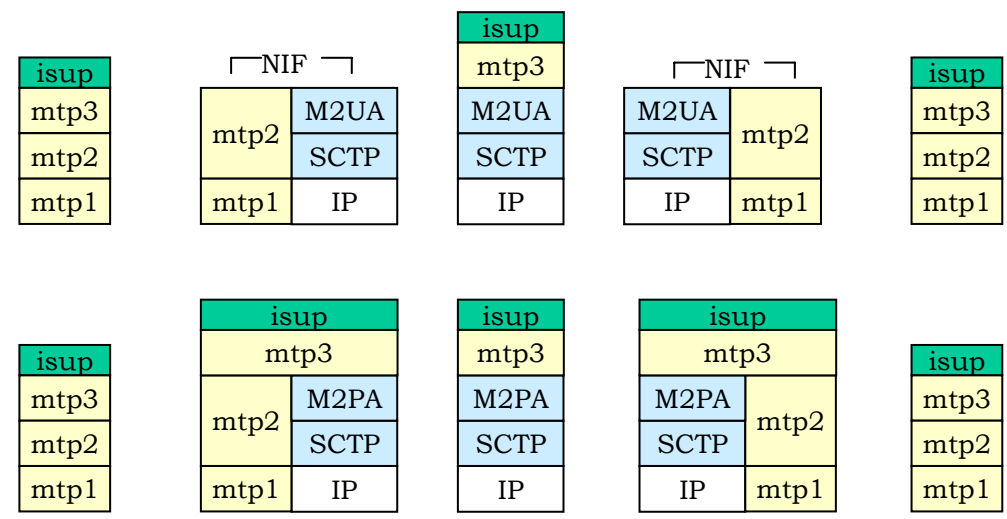 isup
isup NIF mtp3 NIF isup
mtp3 M2UA M2UA M2UA mtp3
mtp2 mtp2
mtp2 SCTP SCTP SCTP mtp2
mtp1 mtp1 IP IP IP mtp1 mtp1
isup isup isup
isup mtp3 mtp3 mtp3 isup
mtp3 M2PA M2PA M2PA mtp3
mtp2 mtp2
mtp2 SCTP SCTP SCTP mtp2
mtp1 mtp1 IP IP IP mtp1 mtp1